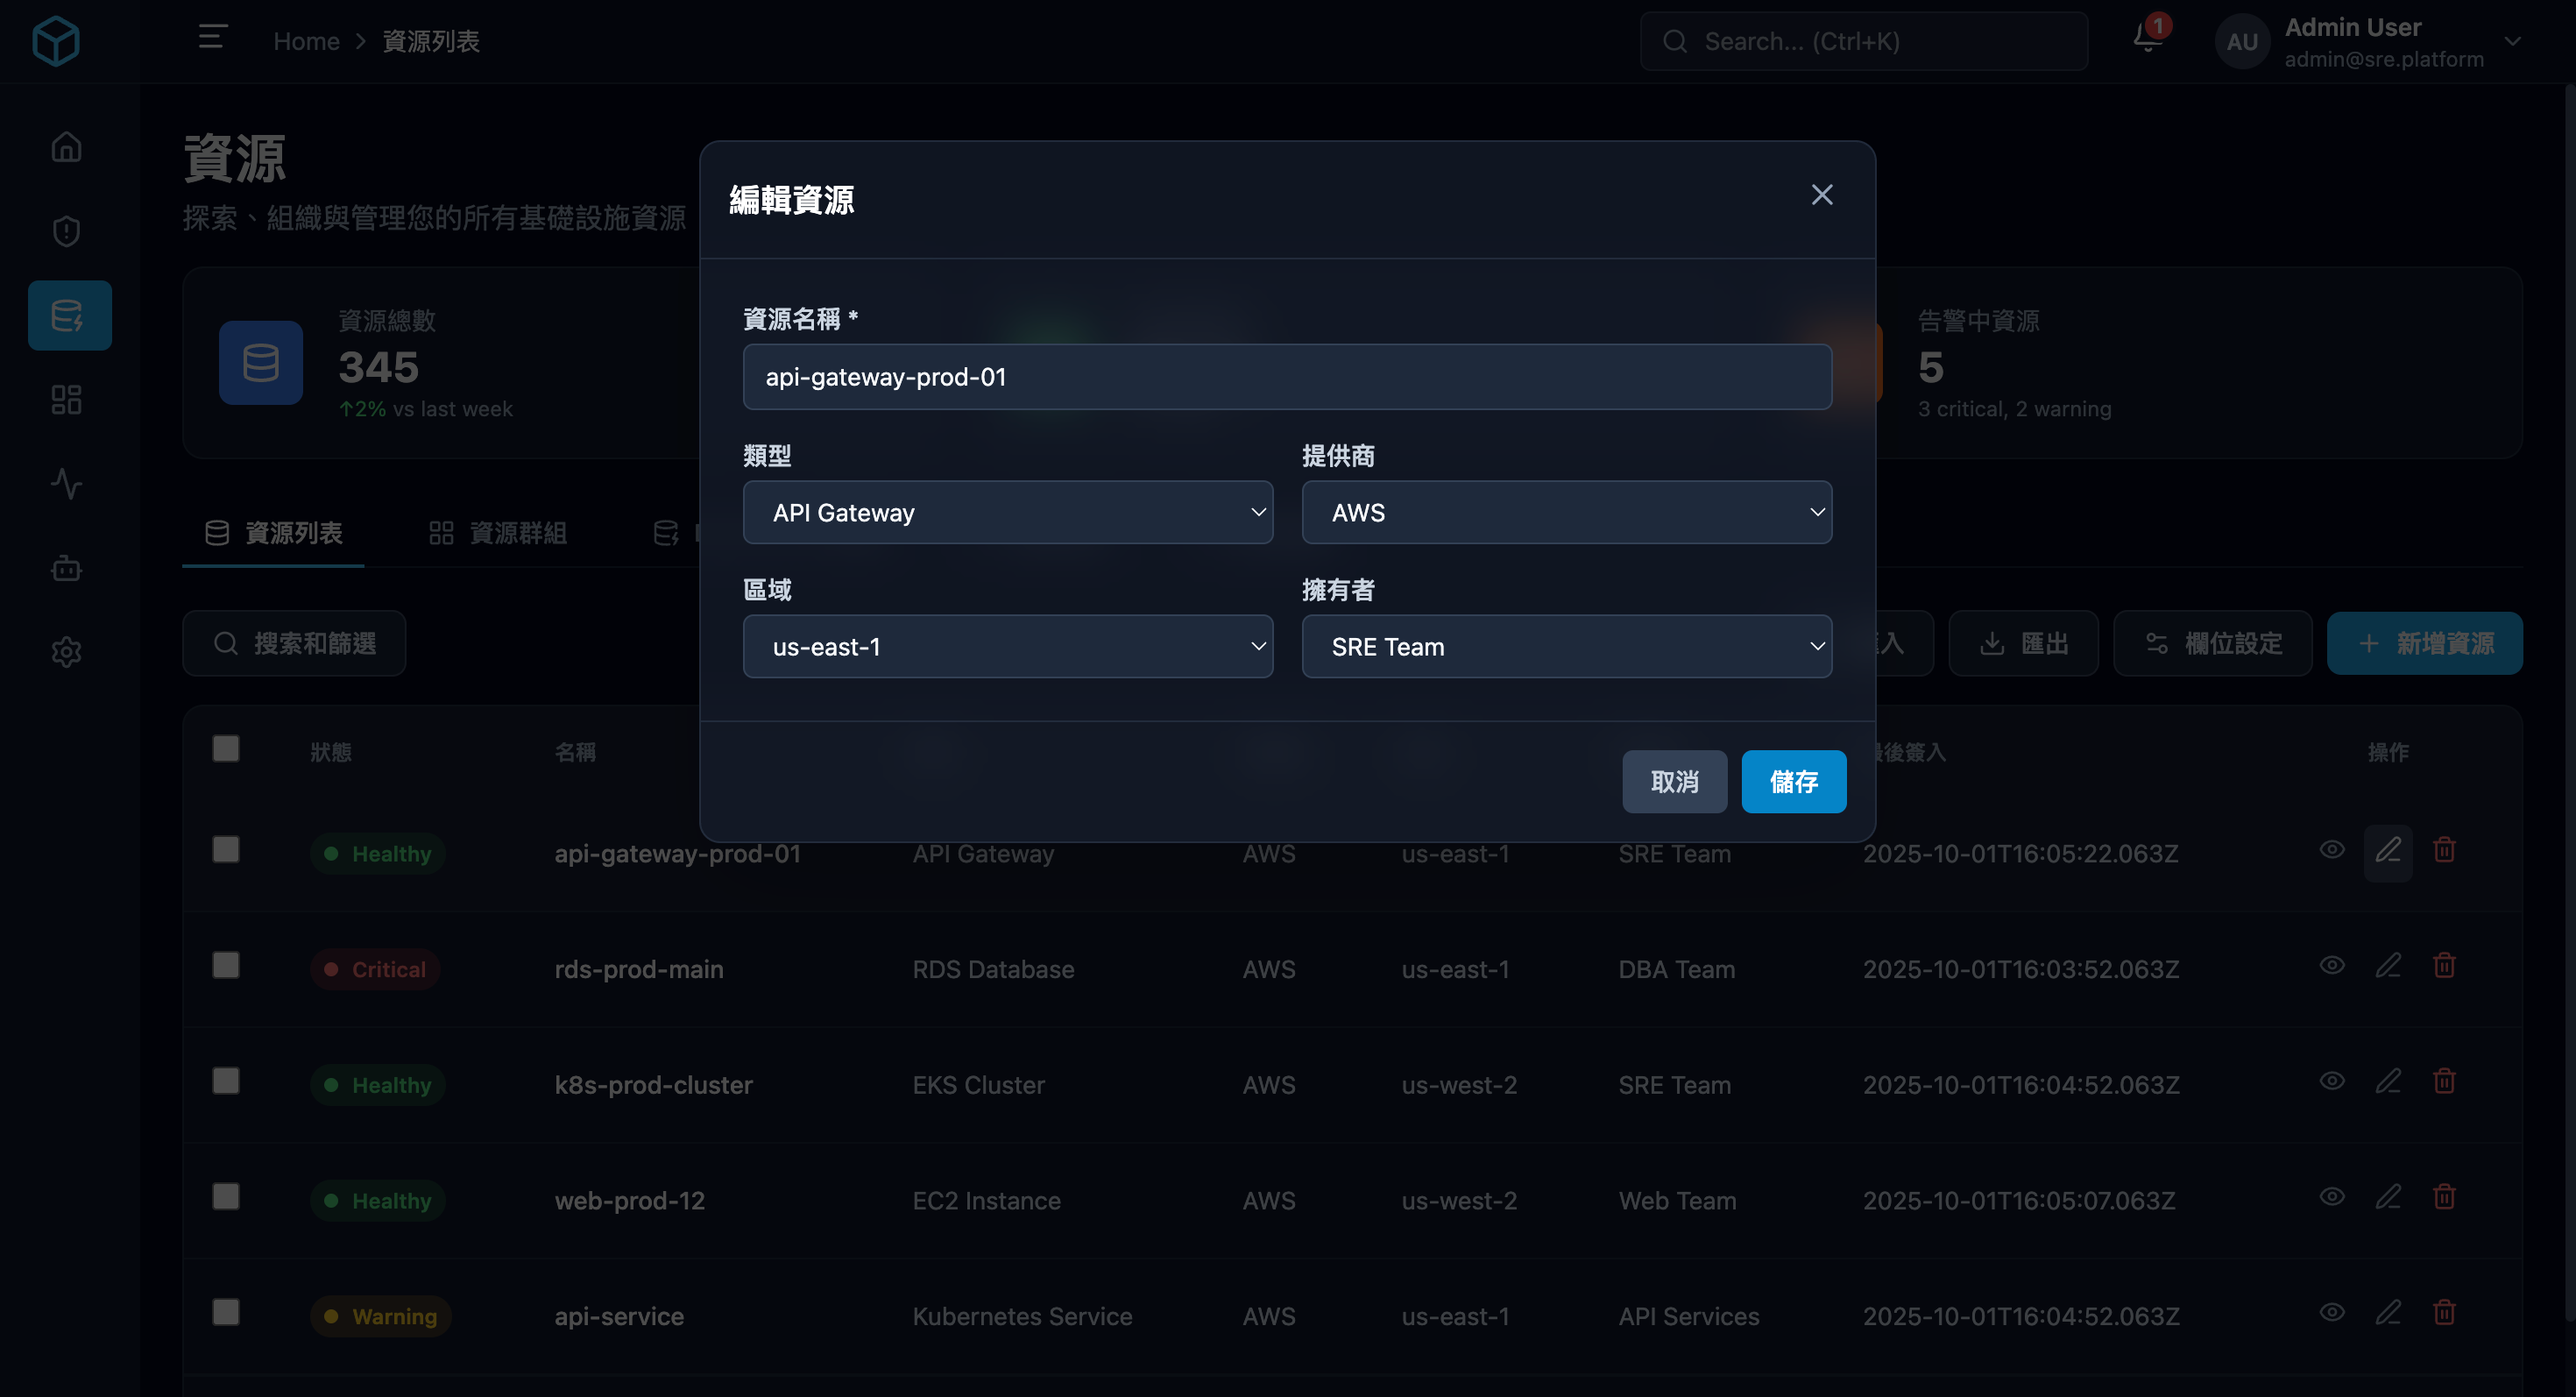 Home > 資源列表
Search... (Ctrl+K)
1
AU
Admin User
admin@sre.platform
資源
探索、組織與管理您的所有基礎設施資源
資源總數
345
↑2% vs last week
告警中資源
5
3 critical, 2 warning
資源列表
資源群組
搜索和篩選
入
匯出
欄位設定
+ 新增資源
編輯資源
資源名稱 *
api-gateway-prod-01
類型
提供商
API Gateway
AWS
區域
擁有者
us-east-1
SRE Team
取消
儲存
狀態 名稱 後簽入 操作
Healthy api-gateway-prod-01 API Gateway AWS us-east-1 SRE Team 2025-10-01T16:05:22.063Z
Critical rds-prod-main RDS Database AWS us-east-1 DBA Team 2025-10-01T16:03:52.063Z
Healthy k8s-prod-cluster EKS Cluster AWS us-west-2 SRE Team 2025-10-01T16:04:52.063Z
Healthy web-prod-12 EC2 Instance AWS us-west-2 Web Team 2025-10-01T16:05:07.063Z
Warning api-service Kubernetes Service AWS us-east-1 API Services 2025-10-01T16:04:52.063Z